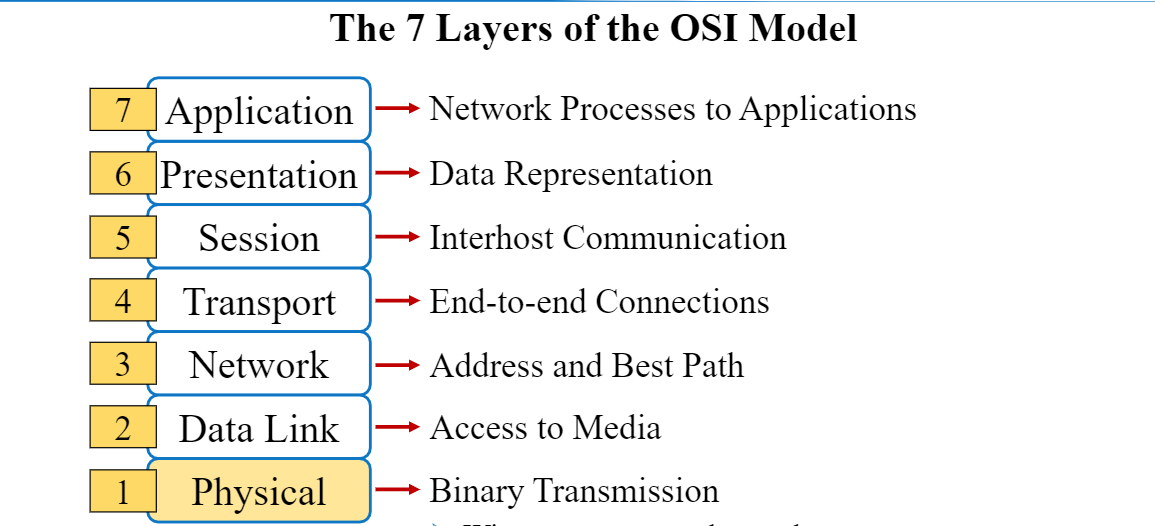 The 7 Layers of the OSI Model
7 Application Network Processes to Applications
6 Presentation Data Representation
5 Session Interhost Communication
4 Transport End-to-end Connections
3 Network Address and Best Path
2 Data Link Access to Media
1 Physical Binary Transmission